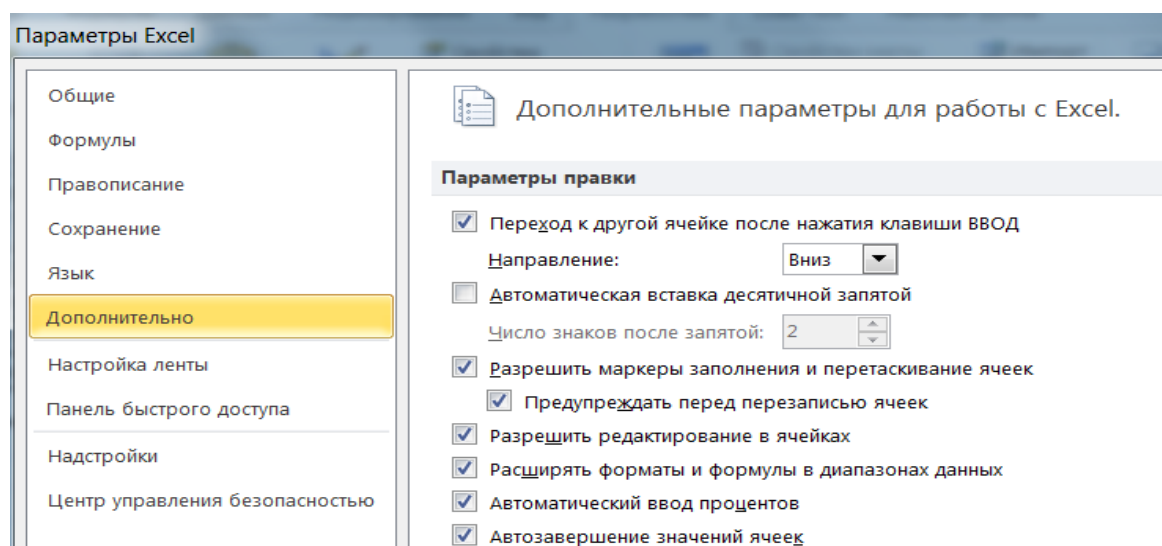 Параметры Excel
Общие
Формулы
Правописание
Сохранение
Язык
Дополнительно
Настройка ленты
Панель быстрого доступа
Надстройки
Центр управления безопасностью
Дополнительные параметры для работы с Excel.
Параметры правки
Переход к другой ячейке после нажатия клавиши ВВОД
Направление: Вниз
Автоматическая вставка десятичной запятой
Число знаков после запятой: 2
Разрешить маркеры заполнения и перетаскивание ячеек
Предупреждать перед перезаписью ячеек
Разрешить редактирование в ячейках
Расширять форматы и формулы в диапазонах данных
Автоматический ввод процентов
Автозавершение значений ячеек